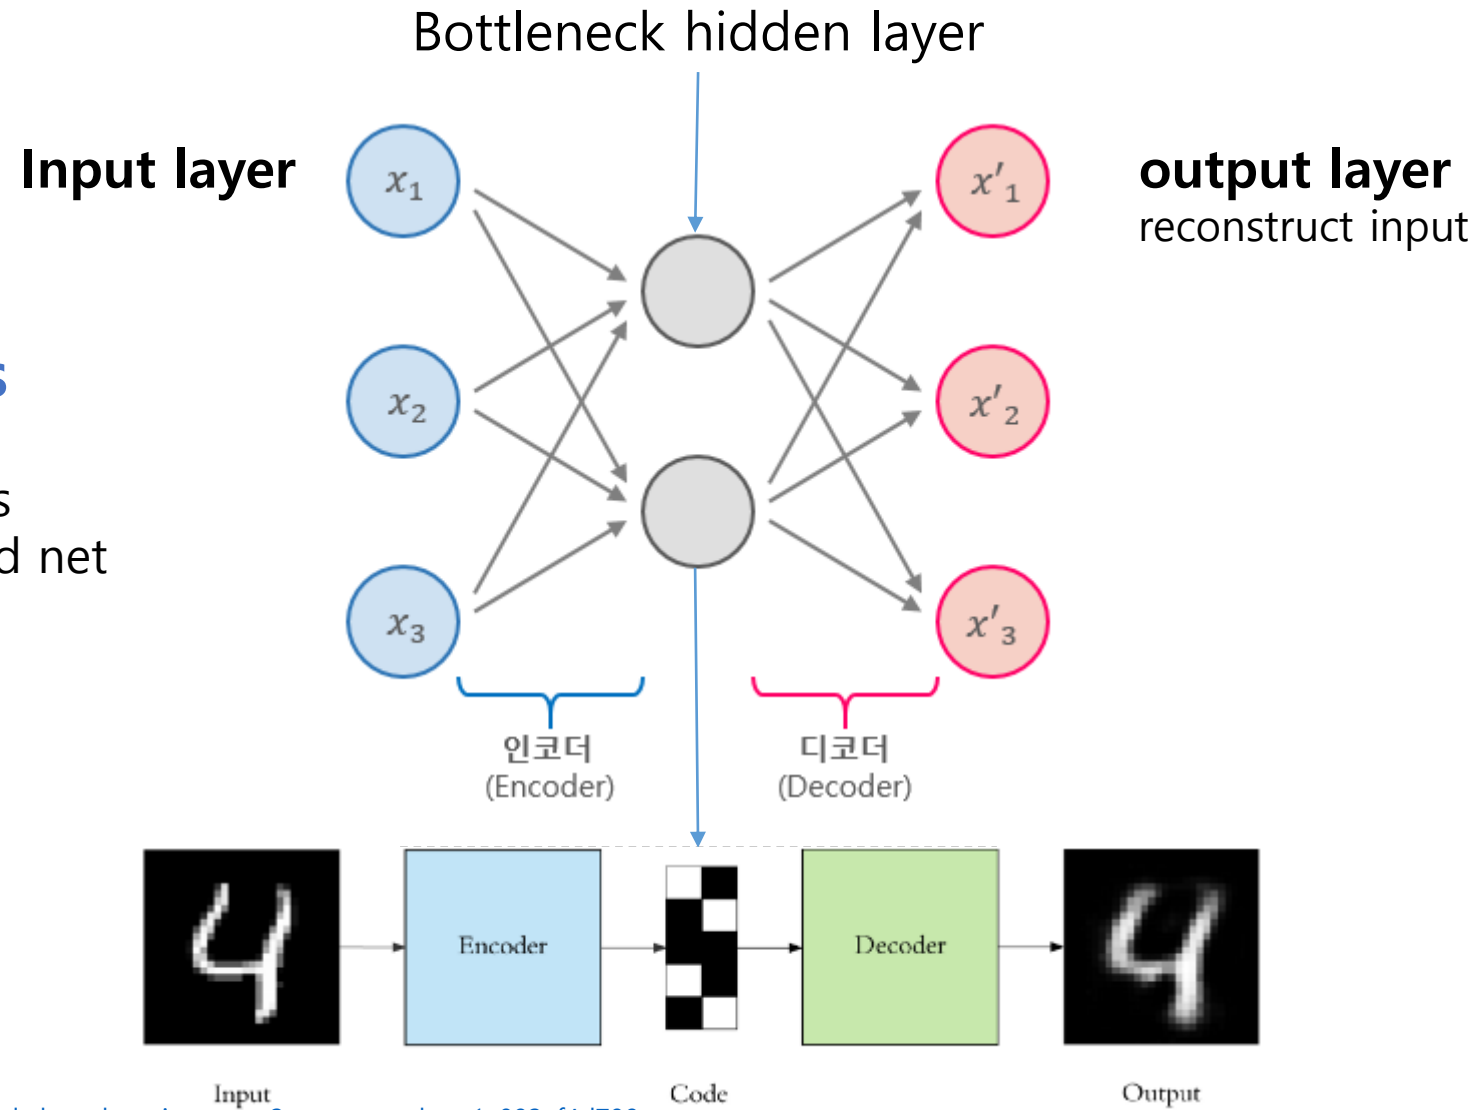 Bottleneck hidden layer
Input layer
output layer
reconstruct input
x₁
x'₁
x₂
x'₂
s
s
d net
x₃
x'₃
인코더
(Encoder)
디코더
(Decoder)
Encoder
Decoder
Input
Code
Output